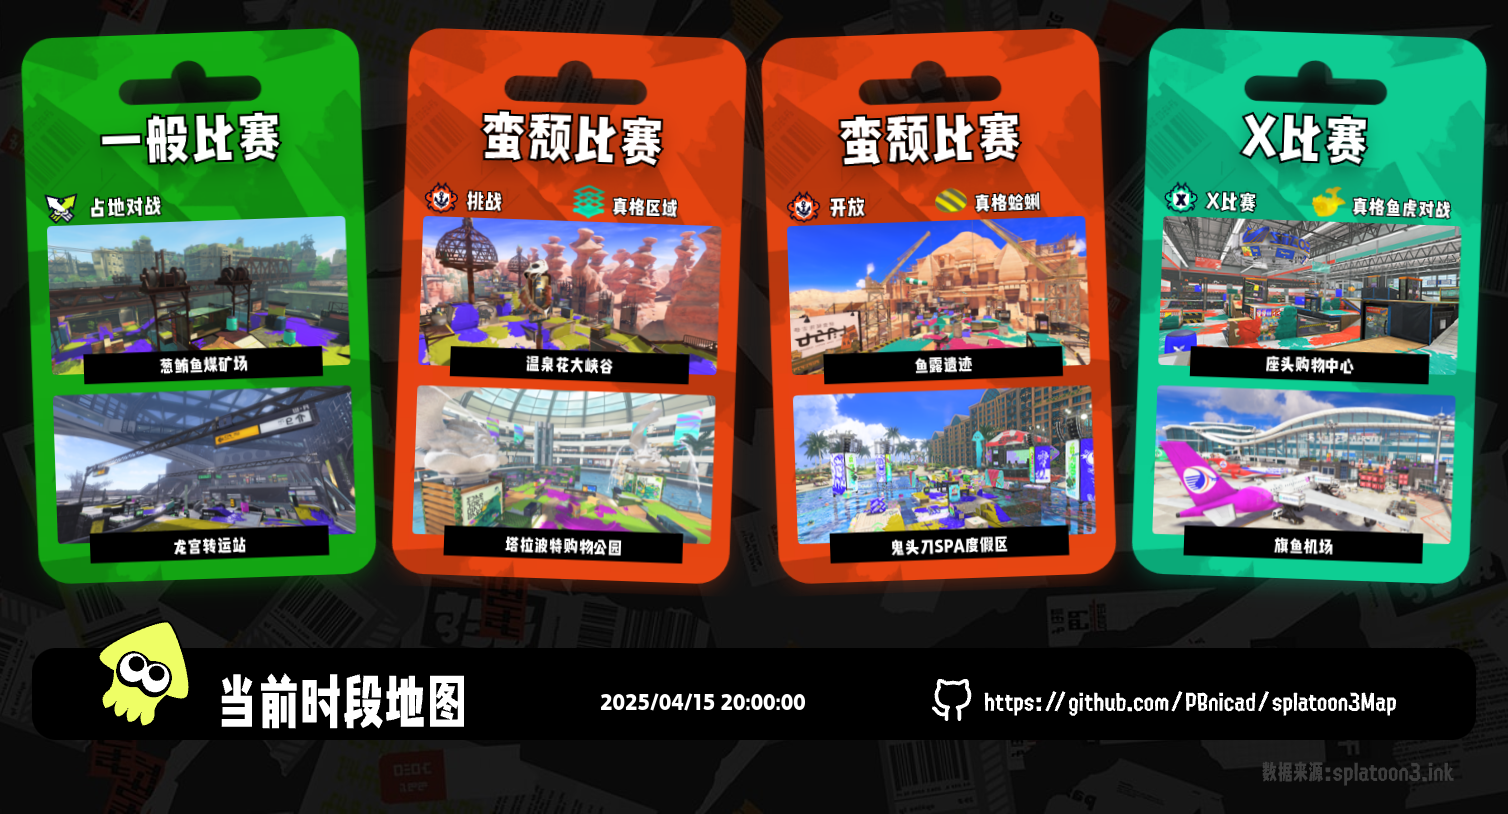 一般比赛
占地对战
葱鲔鱼煤矿场
龙宫转运站
蛮颓比赛
挑战
真格区域
温泉花大峡谷
塔拉波特购物公园
蛮颓比赛
开放
真格蛤蜊
鱼露遗迹
鬼头刀SPA度假区
X比赛
X比赛
真格鱼虎对战
座头购物中心
旗鱼机场
当前时段地图
2025/04/15 20:00:00
https://github.com/PBnicad/splatoon3Map
数据来源:splatoon3.ink